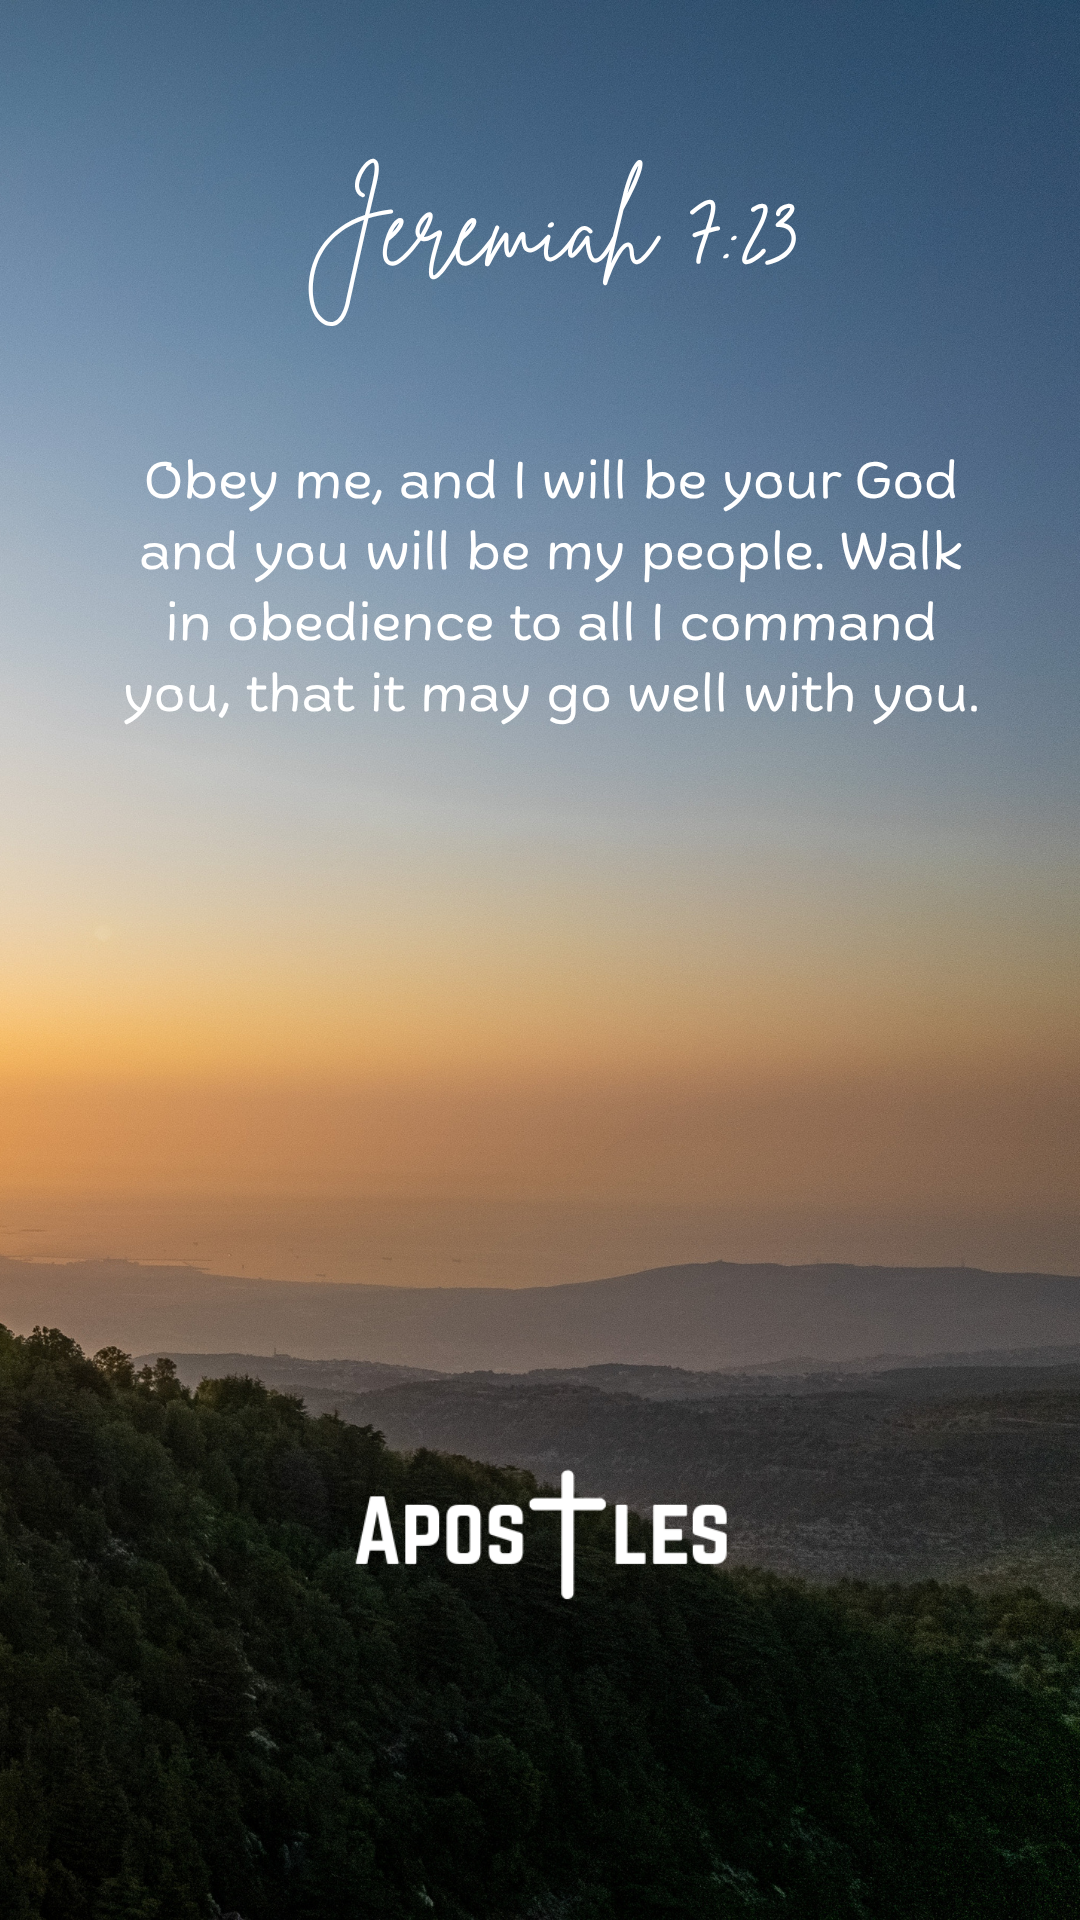 Jeremiah 7:23
Obey me, and I will be your God
and you will be my people. Walk
in obedience to all I command
you, that it may go well with you.
APOSTLES